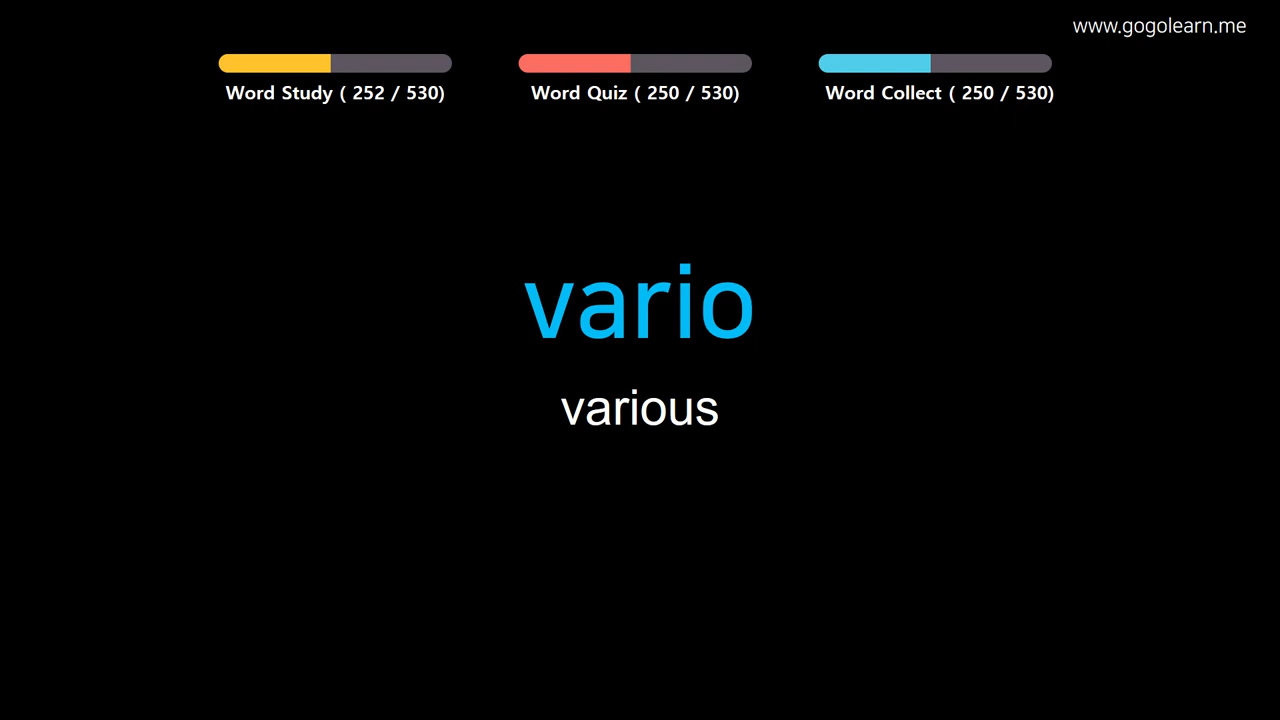 www.gogolearn.me
Word Study ( 252 / 530)
Word Quiz ( 250 / 530)
Word Collect ( 250 / 530)
vario
various